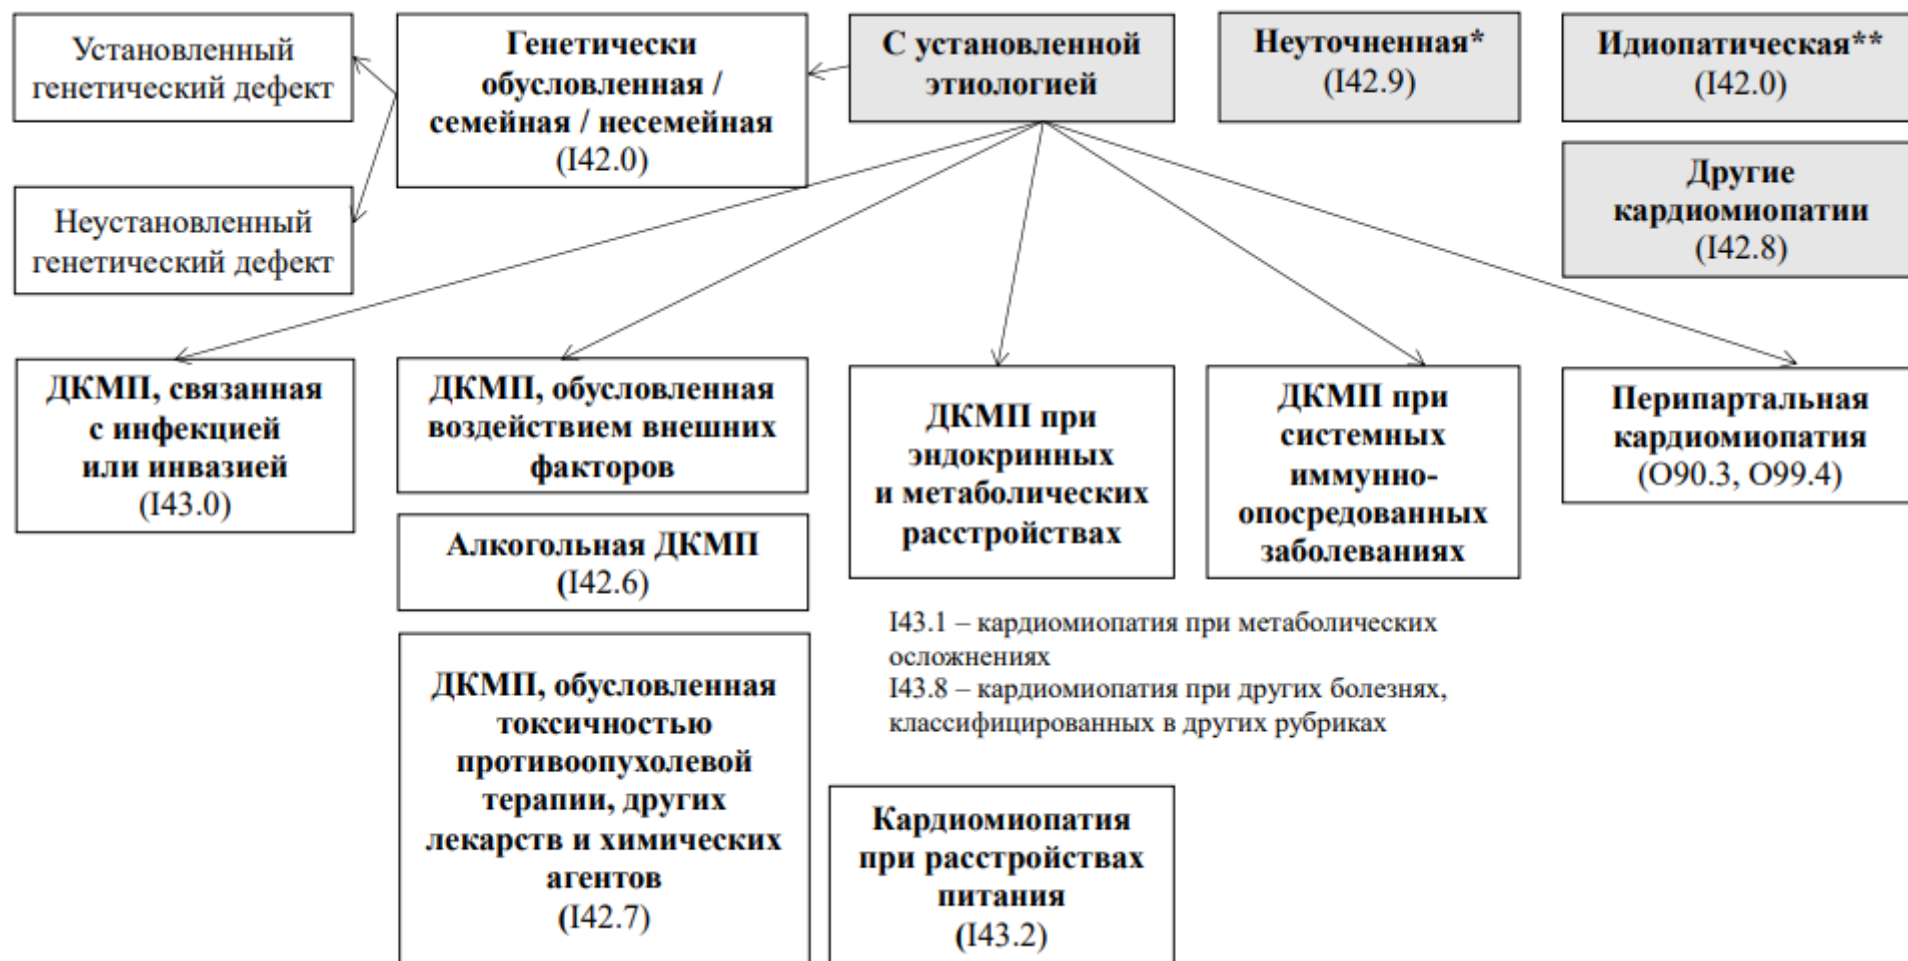 Установленный
генетический дефект
Генетически
обусловленная /
семейная / несемейная
(I42.0)
С установленной
этиологией
Неуточненная*
(I42.9)
Идиопатическая**
(I42.0)
Неустановленный
генетический дефект
Другие
кардиомиопатии
(I42.8)
ДКМП, связанная
с инфекцией
или инвазией
(I43.0)
ДКМП, обусловленная
воздействием внешних
факторов
Алкогольная ДКМП
(I42.6)
ДКМП, обусловленная
токсичностью
противоопухолевой
терапии, других
лекарств и химических
агентов
(I42.7)
ДКМП при
эндокринных
и метаболических
расстройствах
ДКМП при
системных
иммунно-
опосредованных
заболеваниях
Перипартальная
кардиомиопатия
(O90.3, O99.4)
I43.1 – кардиомиопатия при метаболических
осложнениях
I43.8 – кардиомиопатия при других болезнях,
классифицированных в других рубриках
Кардиомиопатия
при расстройствах
питания
(I43.2)